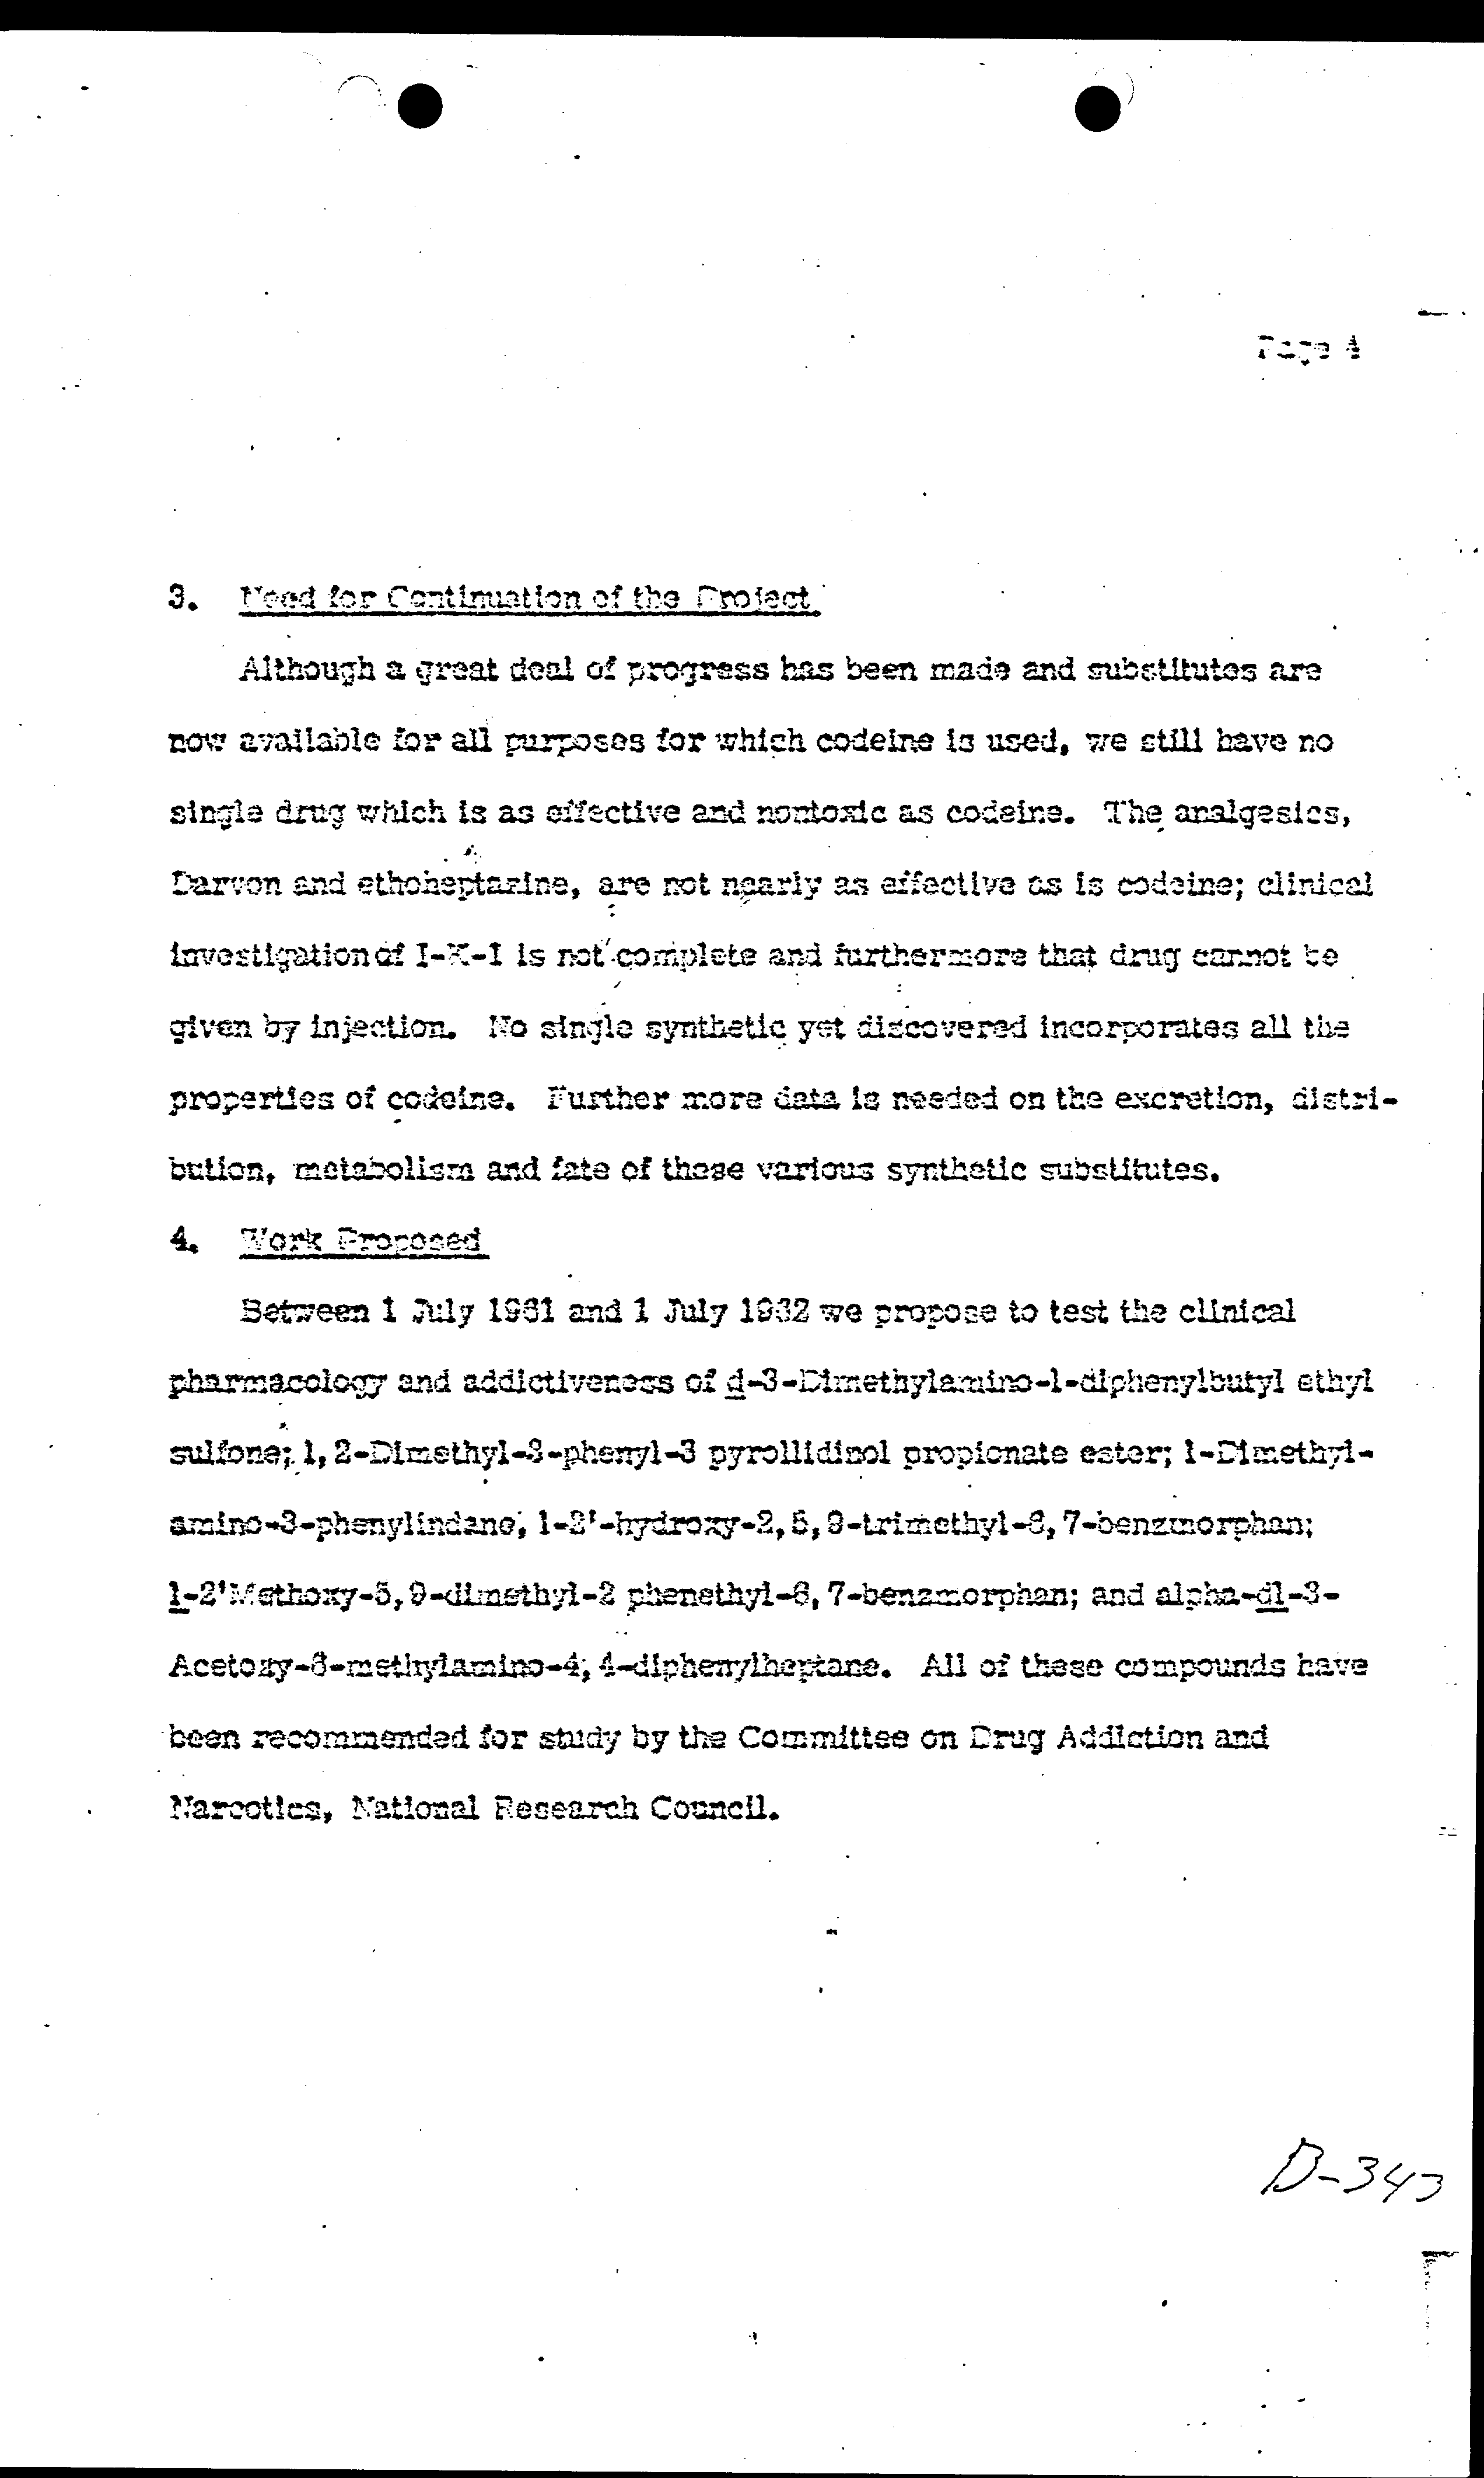 Page 4
3. Need for Continuation of the Project
Although a great deal of progress has been made and substitutes are
now available for all purposes for which codeine is used, we still have no
single drug which is as effective and nontoxic as codeine. The analgesics,
Darvon and ethoheptazine, are not nearly as effective as is codeine; clinical
investigation of I-K-I is not complete and furthermore that drug cannot be
given by injection. No single synthetic yet discovered incorporates all the
properties of codeine. Further more data is needed on the excretion, distri-
bution, metabolism and fate of these various synthetic substitutes.
4. Work Proposed
Between 1 July 1961 and 1 July 1962 we propose to test the clinical
pharmacology and addictiveness of d-3-Dimethylamino-1-diphenylbutyl ethyl
sulfone; 1, 2-Dimethyl-3-phenyl-3 pyrollidinol propionate ester; 1-Dimethyl-
amino-3-phenylindane; 1-2'-hydroxy-2, 5, 9-trimethyl-6, 7-benzmorphan;
1-2'Methoxy-5, 9-dimethyl-2 phenethyl-6, 7-benzmorphan; and alpha-dl-3-
Acetoxy-6-methylamino-4, 4-diphenylheptane. All of these compounds have
been recommended for study by the Committee on Drug Addiction and
Narcotics, National Research Council.
D-343